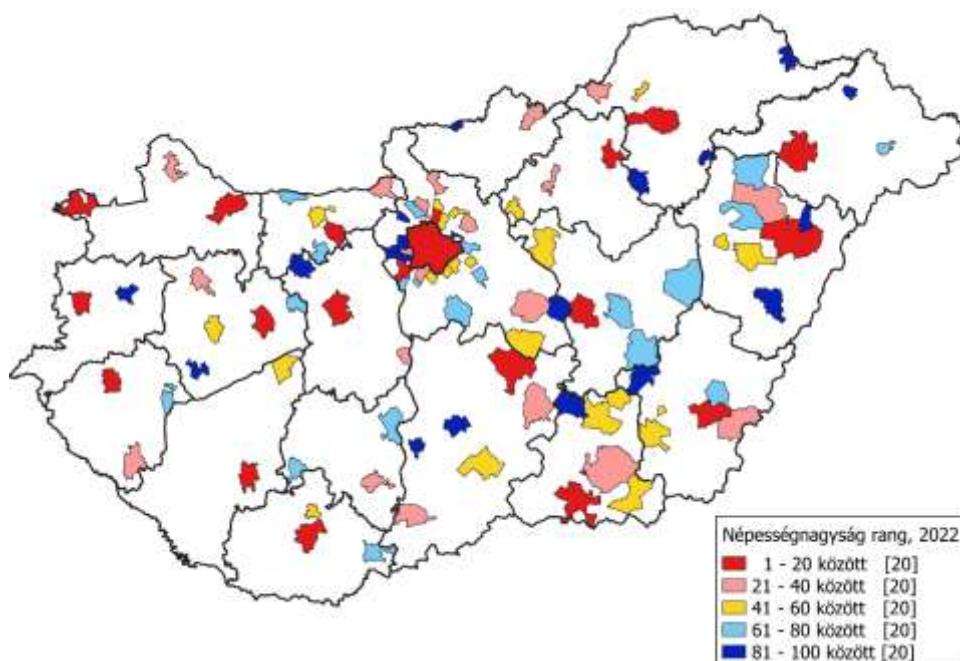 Népességnagyság rang, 2022
1 - 20 között [20]
21 - 40 között [20]
41 - 60 között [20]
61 - 80 között [20]
81 - 100 között [20]